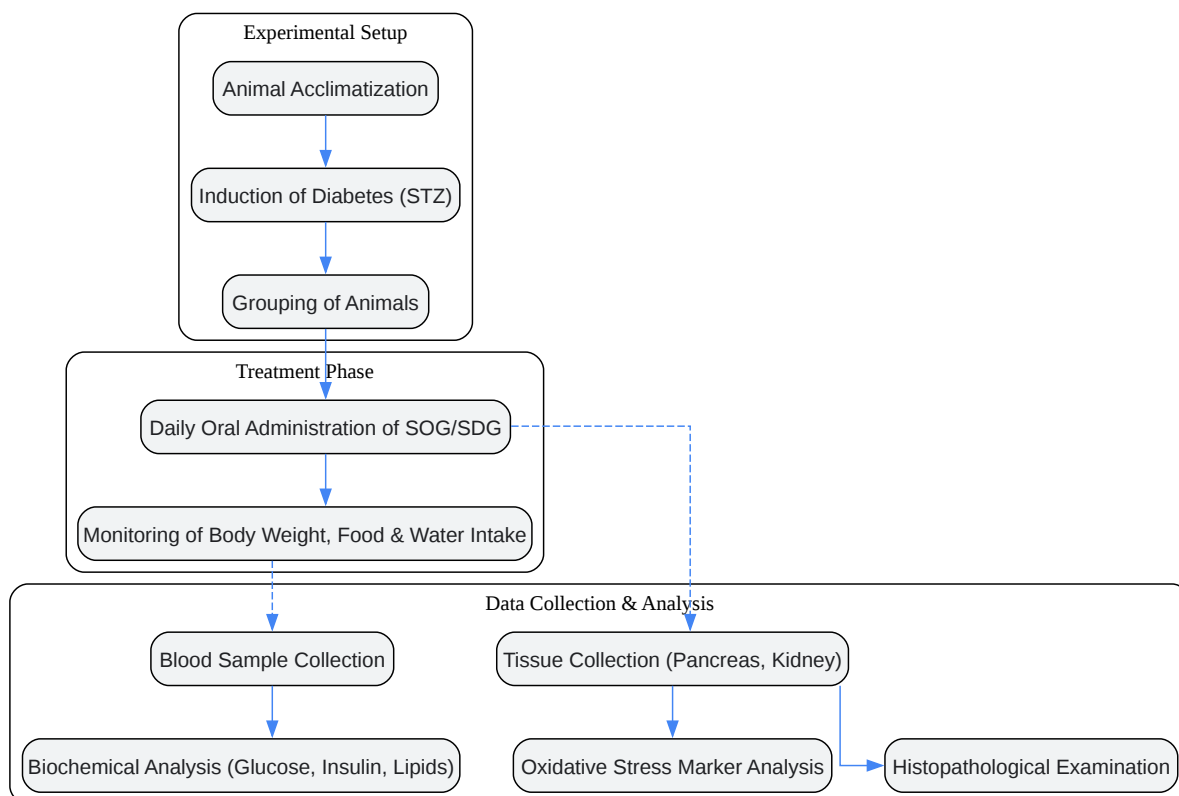 Experimental Setup
Animal Acclimatization
Induction of Diabetes (STZ)
Grouping of Animals
Treatment Phase
Daily Oral Administration of SOG/SDG
Monitoring of Body Weight, Food & Water Intake
Data Collection & Analysis
Blood Sample Collection
Tissue Collection (Pancreas, Kidney)
Biochemical Analysis (Glucose, Insulin, Lipids)
Oxidative Stress Marker Analysis
Histopathological Examination